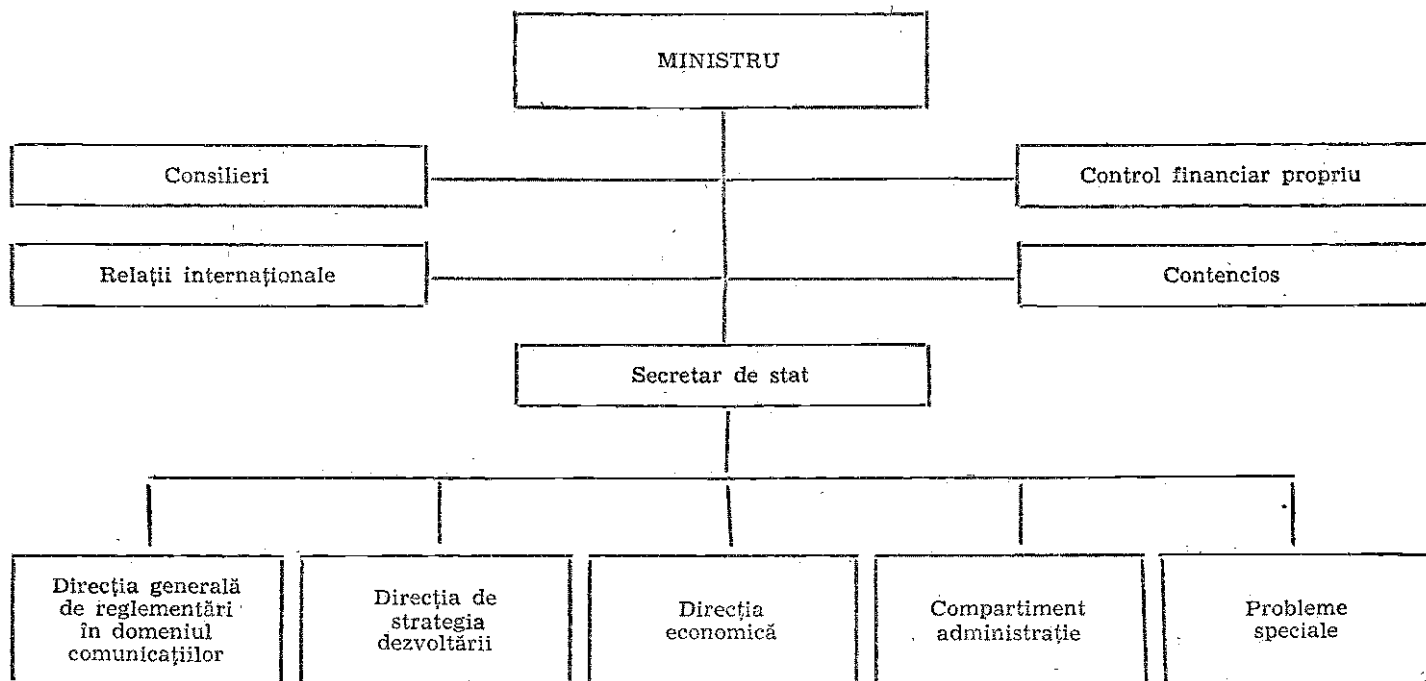 MINISTRU
Consilieri
Control financiar propriu
Relații internaționale
Contencios
Secretar de stat
Direcția generală
de reglementări
în domeniul
comunicațiilor
Direcția de
strategia
dezvoltării
Direcția
economică
Compartiment
administrație
Probleme
speciale